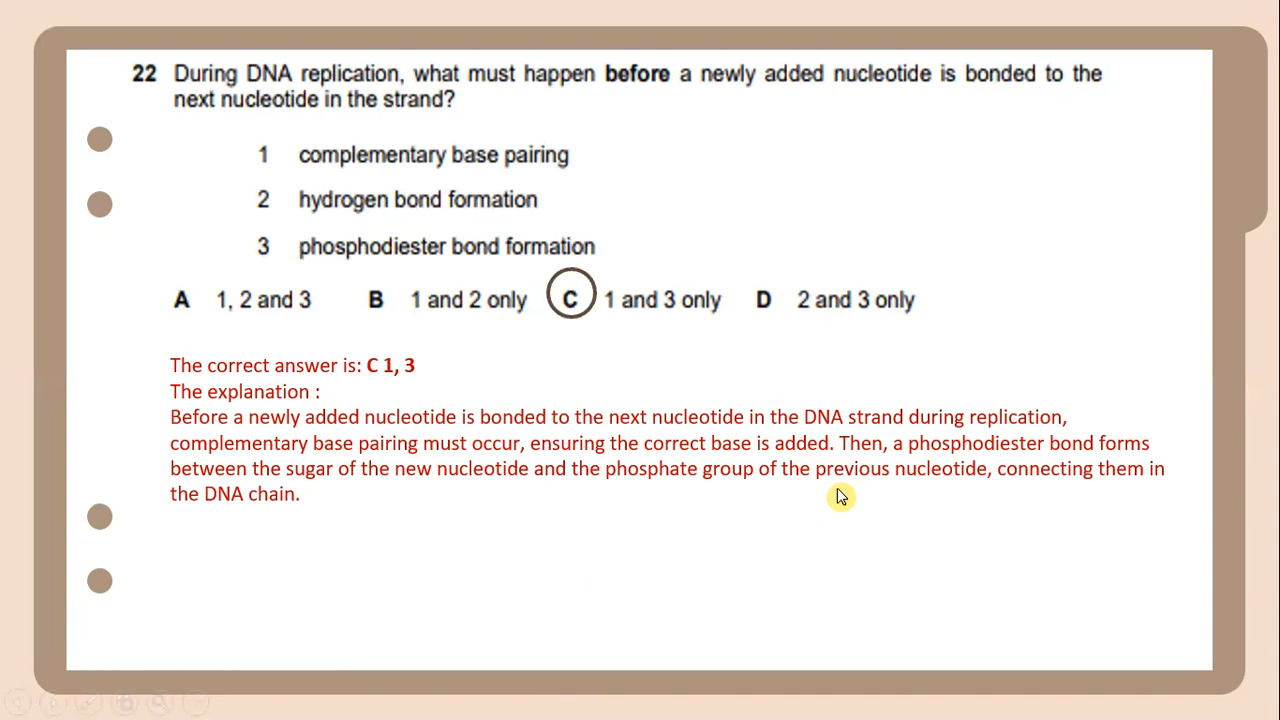 22 During DNA replication, what must happen before a newly added nucleotide is bonded to the
next nucleotide in the strand?
1 complementary base pairing
2 hydrogen bond formation
3 phosphodiester bond formation
A 1, 2 and 3 B 1 and 2 only C 1 and 3 only D 2 and 3 only
The correct answer is: C 1, 3
The explanation :
Before a newly added nucleotide is bonded to the next nucleotide in the DNA strand during replication,
complementary base pairing must occur, ensuring the correct base is added. Then, a phosphodiester bond forms
between the sugar of the new nucleotide and the phosphate group of the previous nucleotide, connecting them in
the DNA chain.